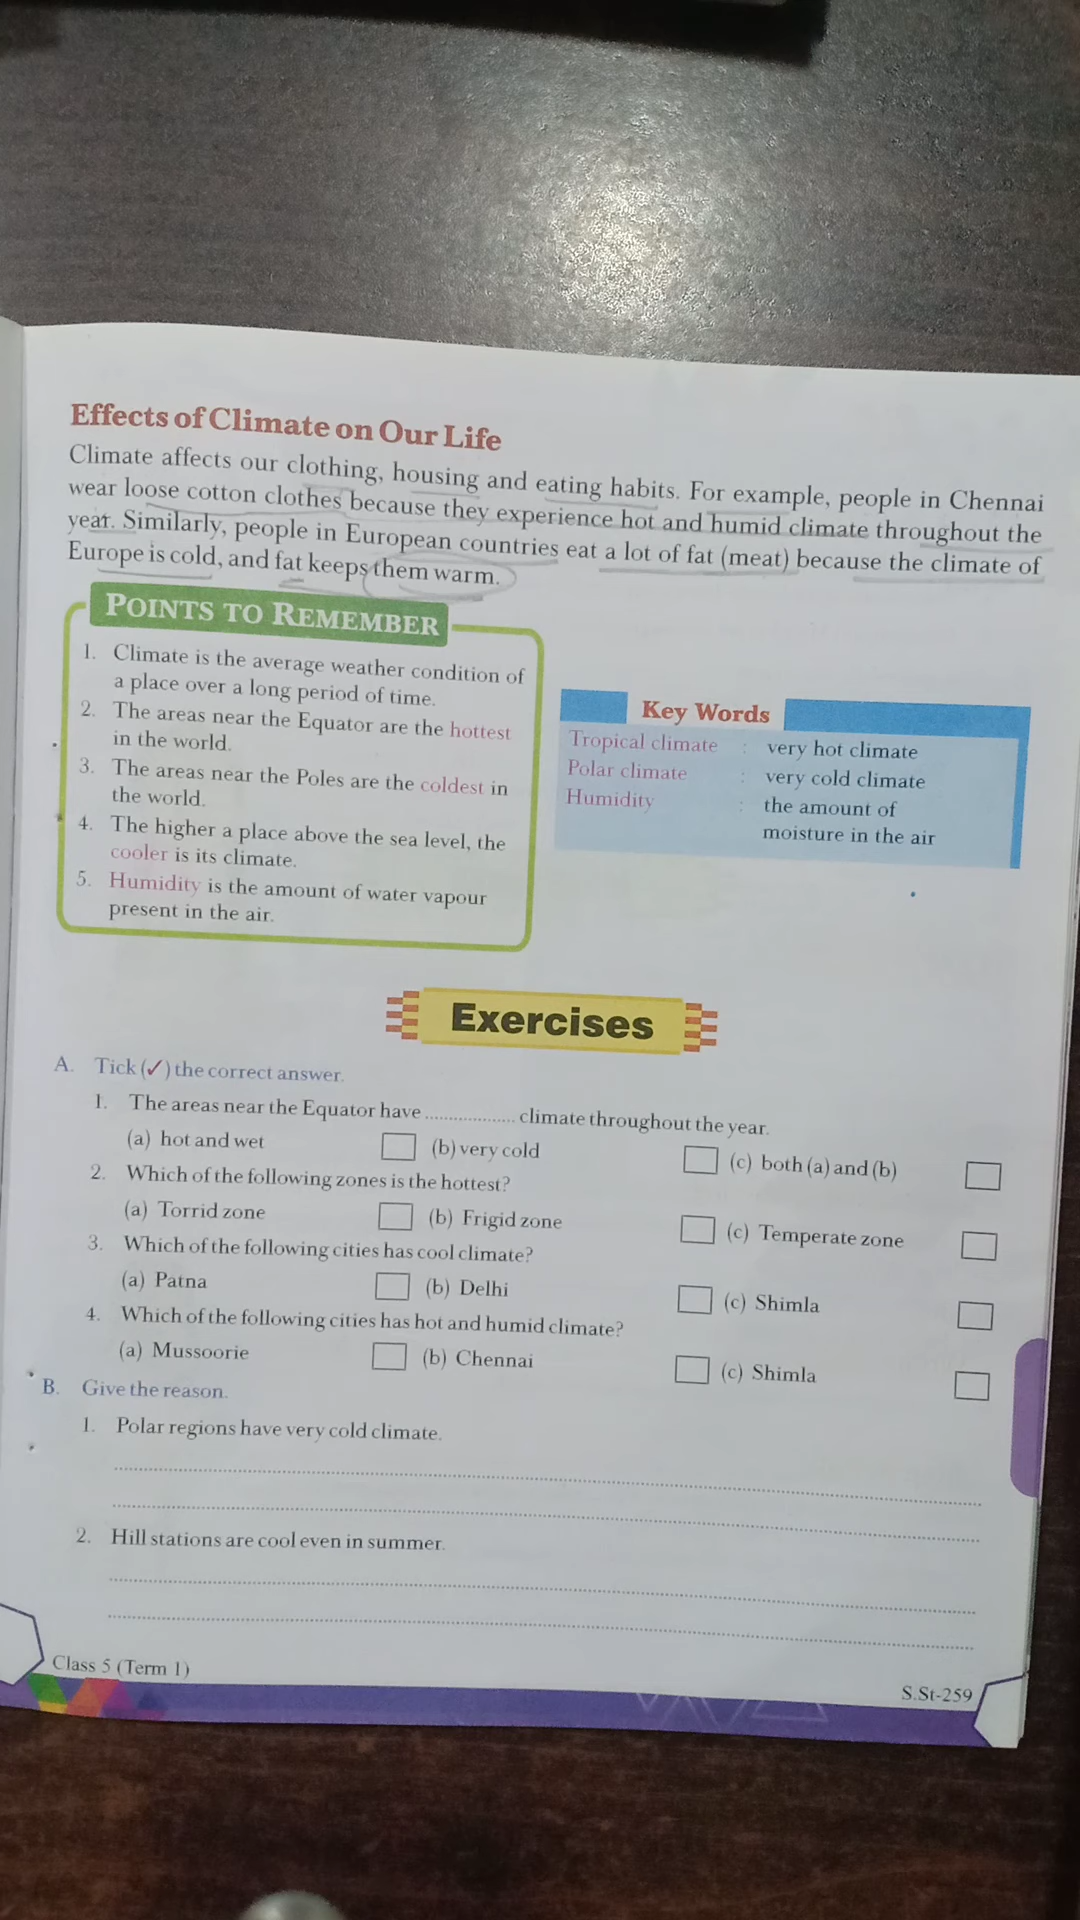 Effects of Climate on Our Life
Climate affects our clothing, housing and eating habits. For example, people in Chennai
wear loose cotton clothes because they experience hot and humid climate throughout the
year. Similarly, people in European countries eat a lot of fat (meat) because the climate of
Europe is cold, and fat keeps them warm.
POINTS TO REMEMBER
1. Climate is the average weather condition of
a place over a long period of time.
2. The areas near the Equator are the hottest
in the world.
3. The areas near the Poles are the coldest in
the world.
4. The higher a place above the sea level, the
cooler is its climate.
5. Humidity is the amount of water vapour
present in the air.
Key Words
Tropical climate : very hot climate
Polar climate : very cold climate
Humidity : the amount of
moisture in the air
Exercises
A. Tick (✓) the correct answer.
1. The areas near the Equator have .................. climate throughout the year.
(a) hot and wet (b) very cold (c) both (a) and (b)
2. Which of the following zones is the hottest?
(a) Torrid zone (b) Frigid zone (c) Temperate zone
3. Which of the following cities has cool climate?
(a) Patna (b) Delhi (c) Shimla
4. Which of the following cities has hot and humid climate?
(a) Mussoorie (b) Chennai (c) Shimla
B. Give the reason.
1. Polar regions have very cold climate.
2. Hill stations are cool even in summer.
Class 5 (Term 1)
S.St-259